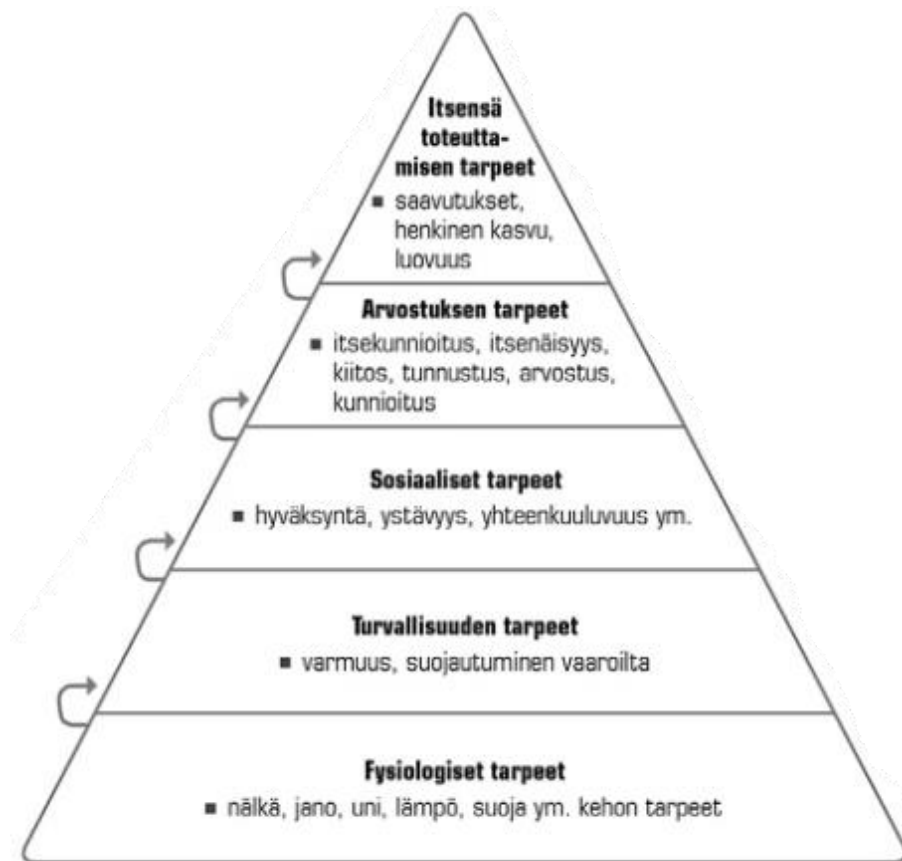 Itsensä
toteutta-
misen tarpeet
▪ saavutukset,
henkinen kasvu,
luovuus
Arvostuksen tarpeet
▪ itsekunnioitus, itsenäisyys,
kiitos, tunnustus, arvostus,
kunnioitus
Sosiaaliset tarpeet
▪ hyväksyntä, ystävyys, yhteenkuuluvuus ym.
Turvallisuuden tarpeet
▪ varmuus, suojautuminen vaaroilta
Fysiologiset tarpeet
▪ nälkä, jano, uni, lämpö, suoja ym. kehon tarpeet